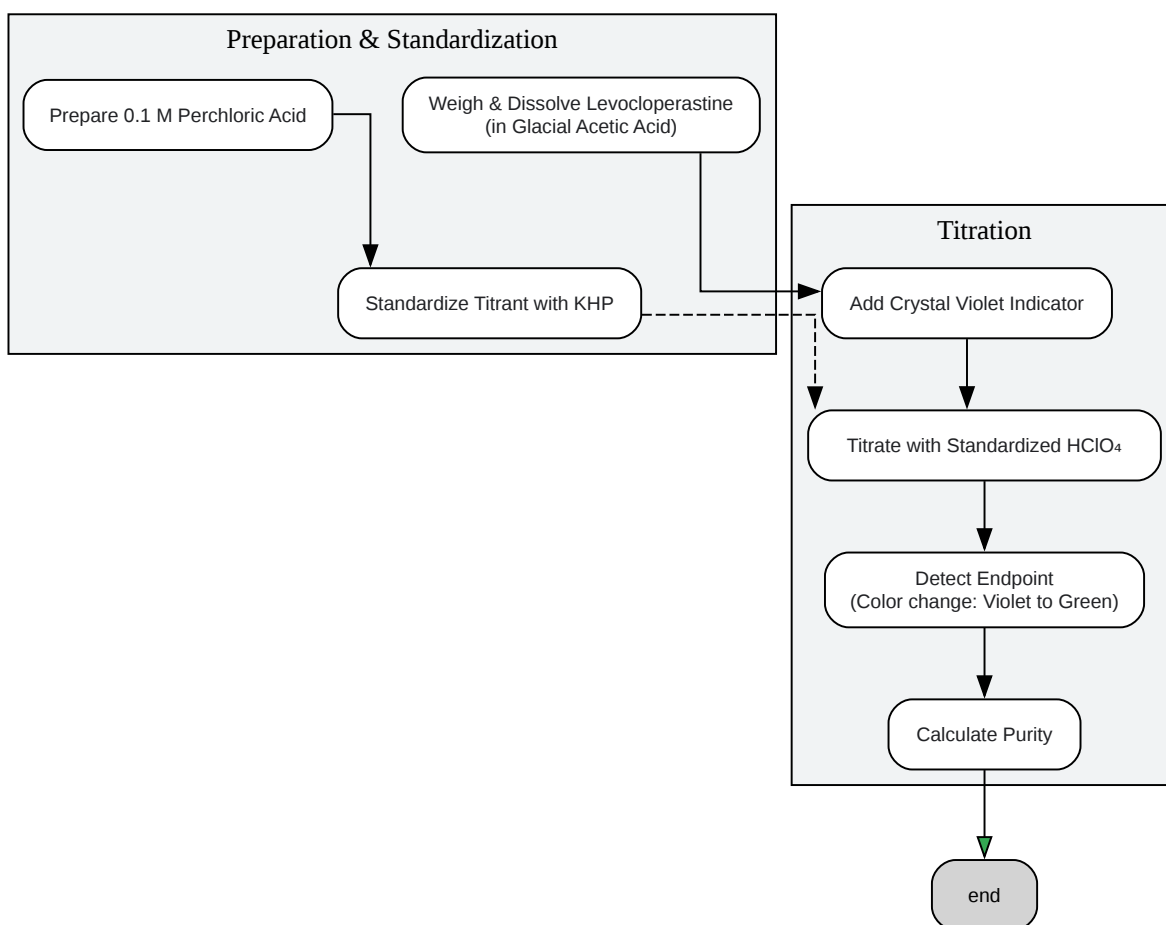 Preparation & Standardization
Prepare 0.1 M Perchloric Acid
Weigh & Dissolve Levocloperastine
(in Glacial Acetic Acid)
Standardize Titrant with KHP
Titration
Add Crystal Violet Indicator
Titrate with Standardized HClO₄
Detect Endpoint
(Color change: Violet to Green)
Calculate Purity
end